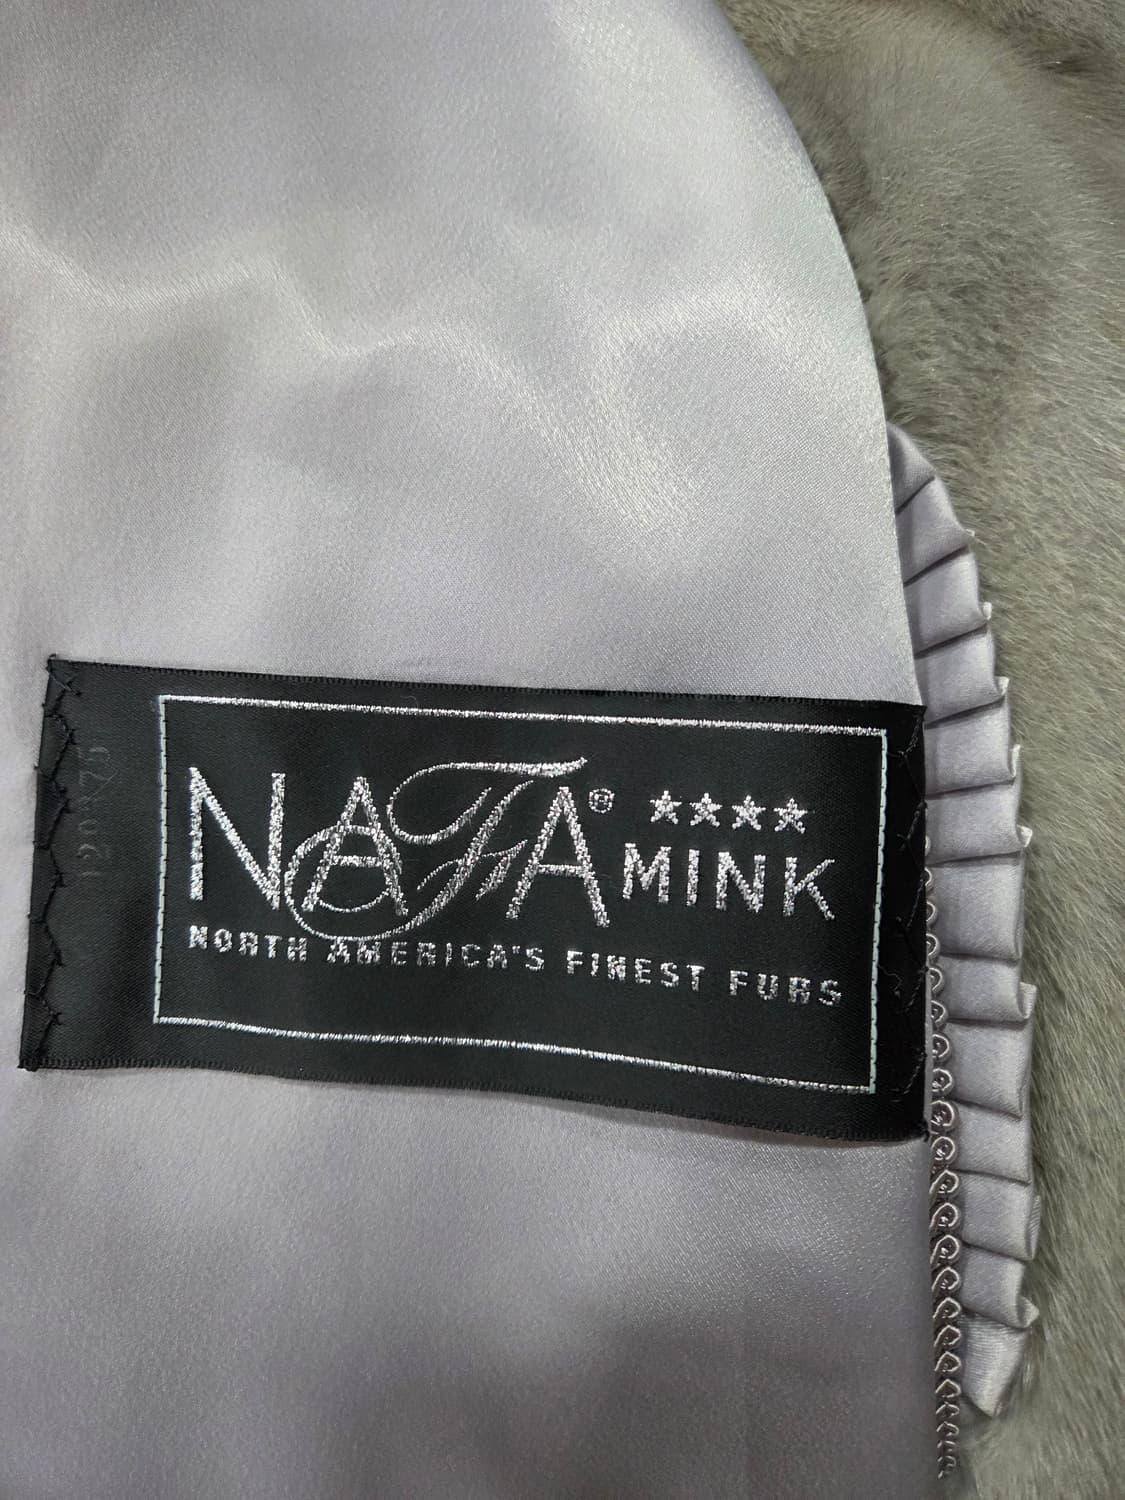 NAFA® ★★★★
MINK
NORTH AMERICA'S FINEST FURS